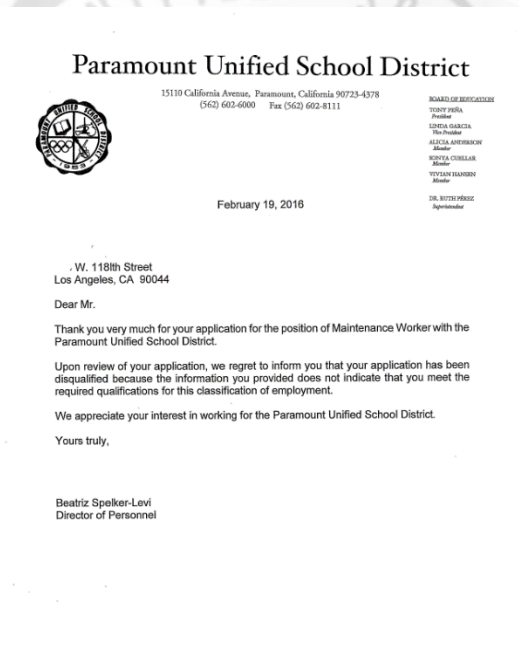 Paramount Unified School District
15110 California Avenue, Paramount, California 90723-4378
(562) 602-6000 Fax (562) 602-8111
BOARD OF EDUCATION
TONY PEÑA
President
LINDA GARCIA
Vice President
ALICIA ANDERSON
Member
SONYA CUELLAR
Member
VIVIAN HANSEN
Member
DR. RUTH PÉREZ
Superintendent
PARAMOUNT UNIFIED SCHOOL DISTRICT
1953
February 19, 2016
W. 118lth Street
Los Angeles, CA 90044
Dear Mr.
Thank you very much for your application for the position of Maintenance Worker with the
Paramount Unified School District.
Upon review of your application, we regret to inform you that your application has been
disqualified because the information you provided does not indicate that you meet the
required qualifications for this classification of employment.
We appreciate your interest in working for the Paramount Unified School District.
Yours truly,
Beatriz Spelker-Levi
Director of Personnel